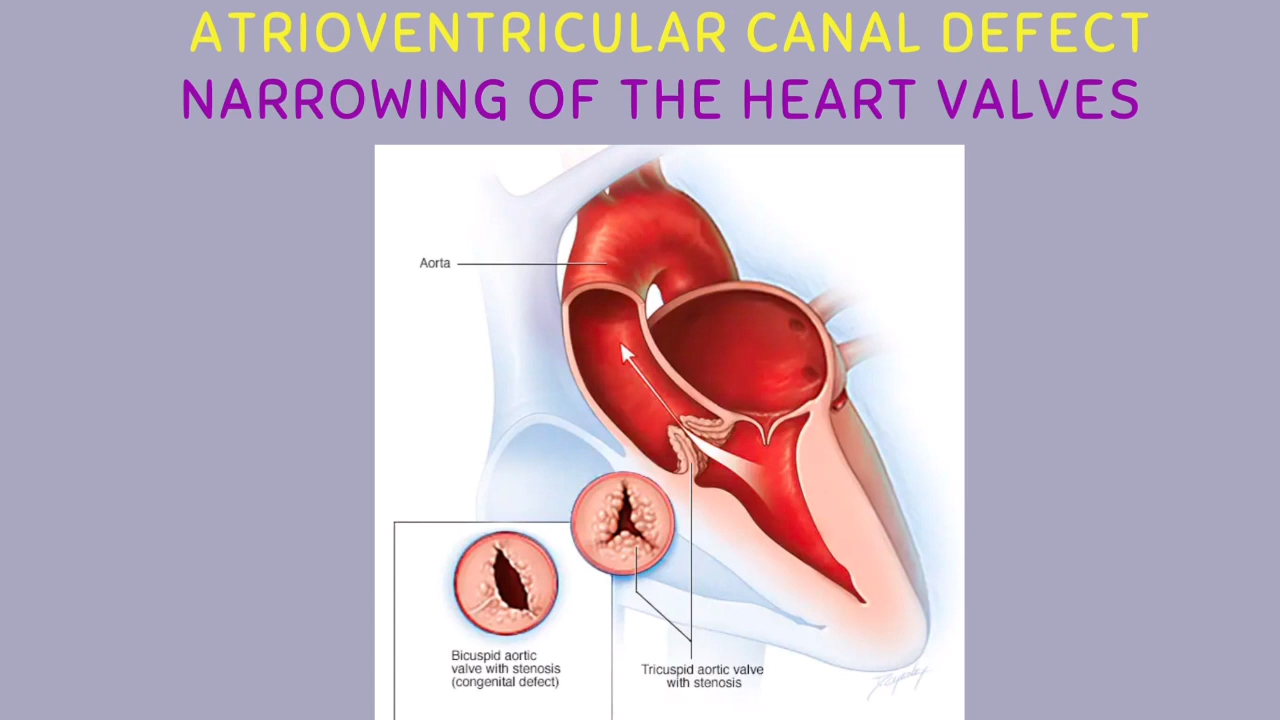 ATRIOVENTRICULAR CANAL DEFECT
NARROWING OF THE HEART VALVES
Aorta
Bicuspid aortic
valve with stenosis
(congenital defect)
Tricuspid aortic valve
with stenosis